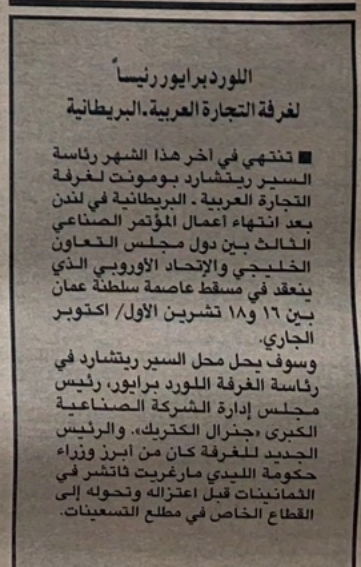 اللورد برايور رئيساً
لغرفة التجارة العربية ـ البريطانية
■ تنتهي في آخر هذا الشهر رئاسة
السير ريتشارد بومونت لغرفة
التجارة العربية ـ البريطانية في لندن
بعد انتهاء أعمال المؤتمر الصناعي
الثالث بين دول مجلس التعاون
الخليجي والإتحاد الأوروبي الذي
ينعقد في مسقط عاصمة سلطنة عمان
بين ١٦ و١٨ تشرين الأول/ اكتوبر
الجاري.
وسوف يحل محل السير ريتشارد في
رئاسة الغرفة اللورد برايور، رئيس
مجلس إدارة الشركة الصناعية
الكبرى «جنرال الكتريك». والرئيس
الجديد للغرفة كان من أبرز وزراء
حكومة الليدي مارغريت ثاتشر في
الثمانينات قبل اعتزاله وتحوله إلى
القطاع الخاص في مطلع التسعينات.